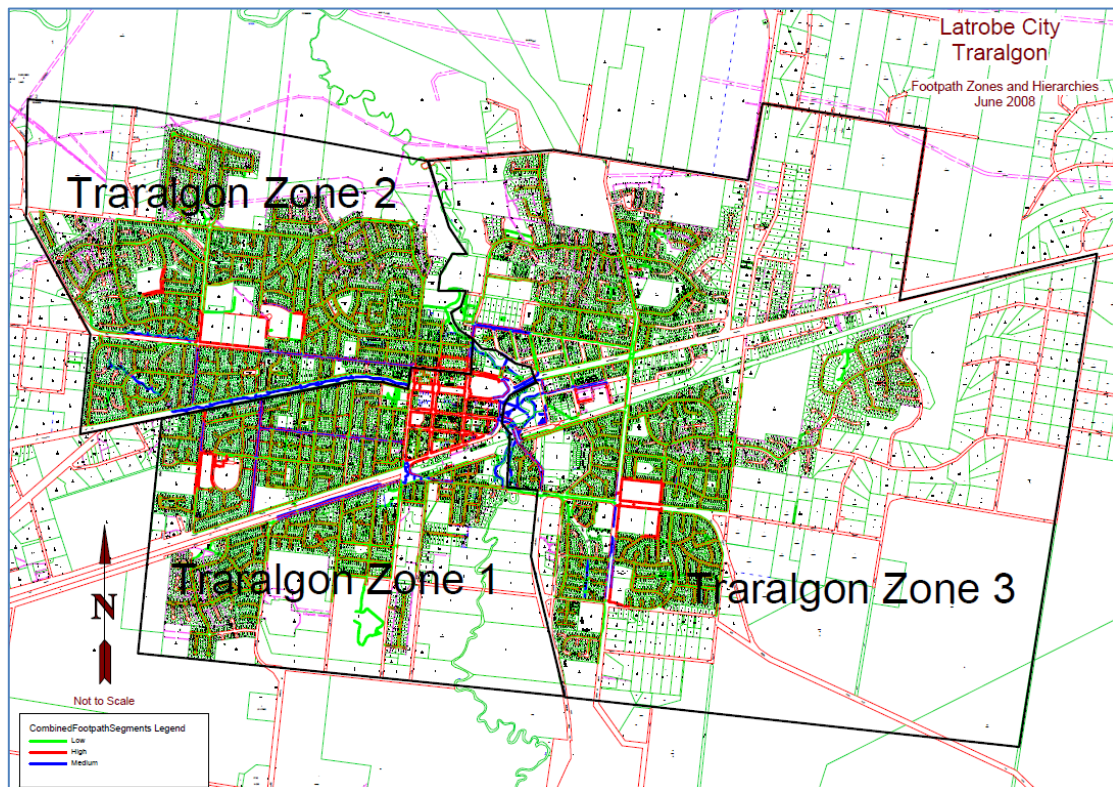 Latrobe City
Traralgon
Footpath Zones and Hierarchies
June 2008
Traralgon Zone 2
Traralgon Zone 1
Traralgon Zone 3
N
Not to Scale
CombinedFootpathSegments Legend
Low
High
Medium